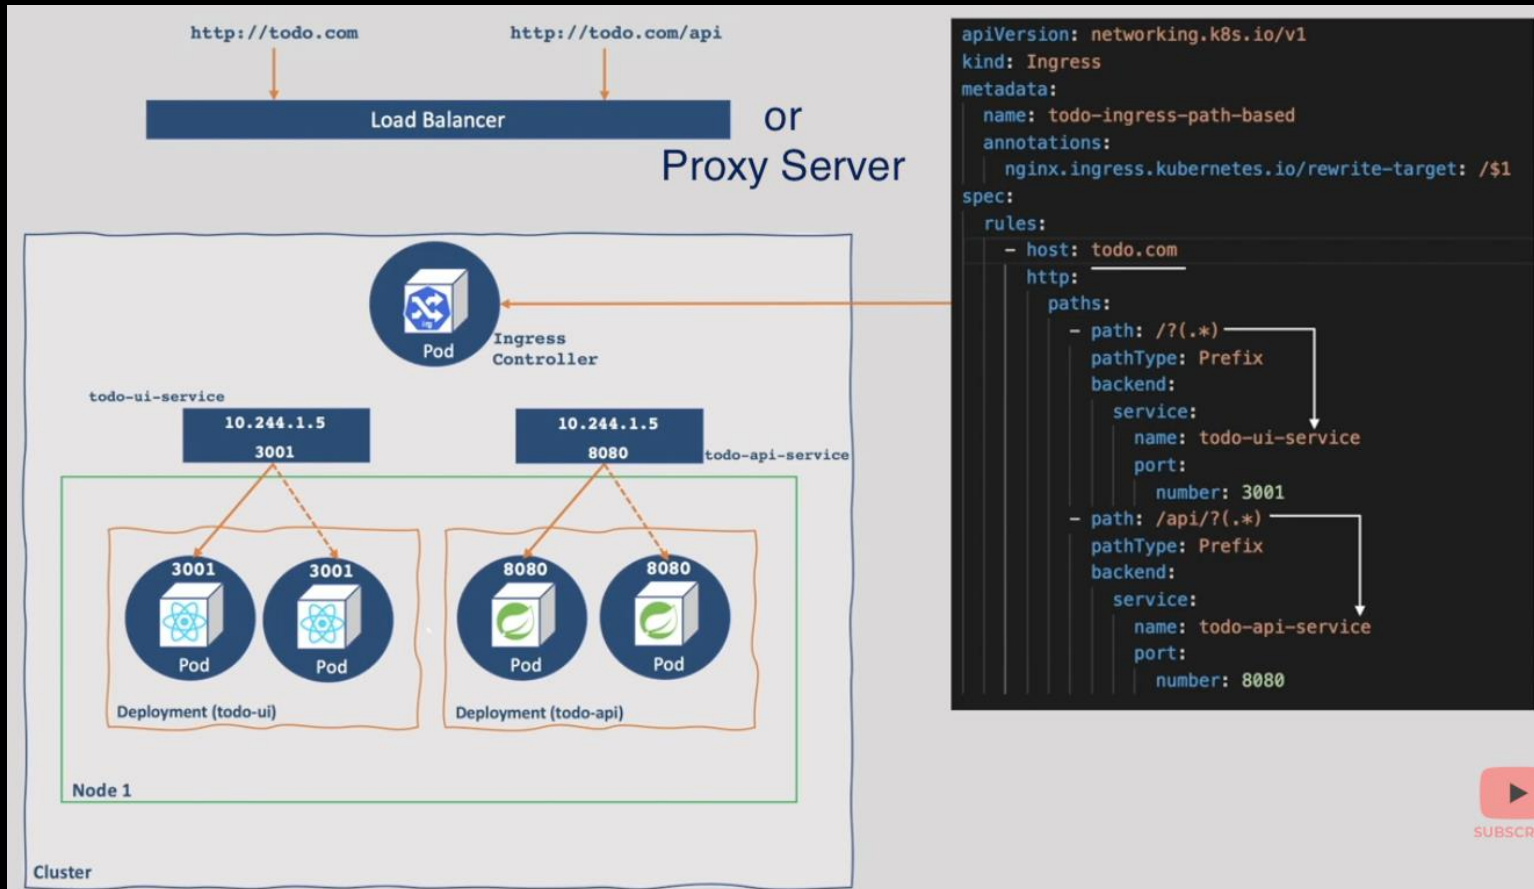 http://todo.com
http://todo.com/api
Load Balancer
or
Proxy Server
Pod
Ingress
Controller
todo-ui-service
10.244.1.5
3001
10.244.1.5
8080
todo-api-service
3001
3001
8080
8080
Pod
Pod
Pod
Pod
Deployment (todo-ui)
Deployment (todo-api)
Node 1
Cluster
apiVersion: networking.k8s.io/v1
kind: Ingress
metadata:
name: todo-ingress-path-based
annotations:
nginx.ingress.kubernetes.io/rewrite-target: /$1
spec:
rules:
- host: todo.com
http:
paths:
- path: /?(.*)
pathType: Prefix
backend:
service:
name: todo-ui-service
port:
number: 3001
- path: /api/?(.*)
pathType: Prefix
backend:
service:
name: todo-api-service
port:
number: 8080
SUBSCR